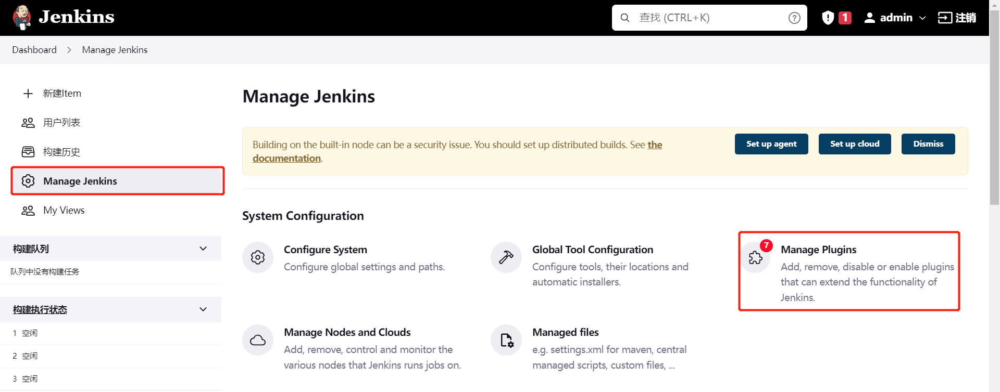 Jenkins
查找 (CTRL+K)
?
1
admin
注销
Dashboard
Manage Jenkins
新建Item
用户列表
构建历史
Manage Jenkins
My Views
构建队列
队列中没有构建任务
构建执行状态
1 空闲
2 空闲
3 空闲
Manage Jenkins
Building on the built-in node can be a security issue. You should set up distributed builds. See the
documentation.
Set up agent
Set up cloud
Dismiss
System Configuration
Configure System
Configure global settings and paths.
Global Tool Configuration
Configure tools, their locations and
automatic installers.
7
Manage Plugins
Add, remove, disable or enable plugins
that can extend the functionality of
Jenkins.
Manage Nodes and Clouds
Add, remove, control and monitor the
various nodes that Jenkins runs jobs on.
Managed files
e.g. settings.xml for maven, central
managed scripts, custom files, ...